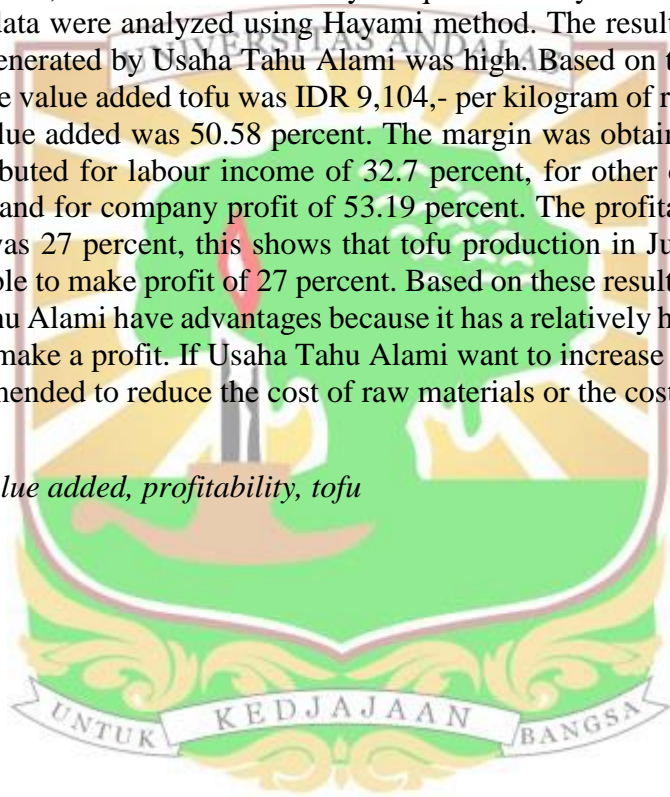 data were analyzed using Hayami method. The result
UNIVERSITAS ANDALAS
enerated by Usaha Tahu Alami was high. Based on t
e value added tofu was IDR 9,104,- per kilogram of r
lue added was 50.58 percent. The margin was obtain
buted for labour income of 32.7 percent, for other
and for company profit of 53.19 percent. The profita
was 27 percent, this shows that tofu production in Ju
ble to make profit of 27 percent. Based on these result
hu Alami have advantages because it has a relatively h
make a profit. If Usaha Tahu Alami want to increase
mended to reduce the cost of raw materials or the cost
lue added, profitability, tofu
UNTUK KEDJAJAAN BANGSA